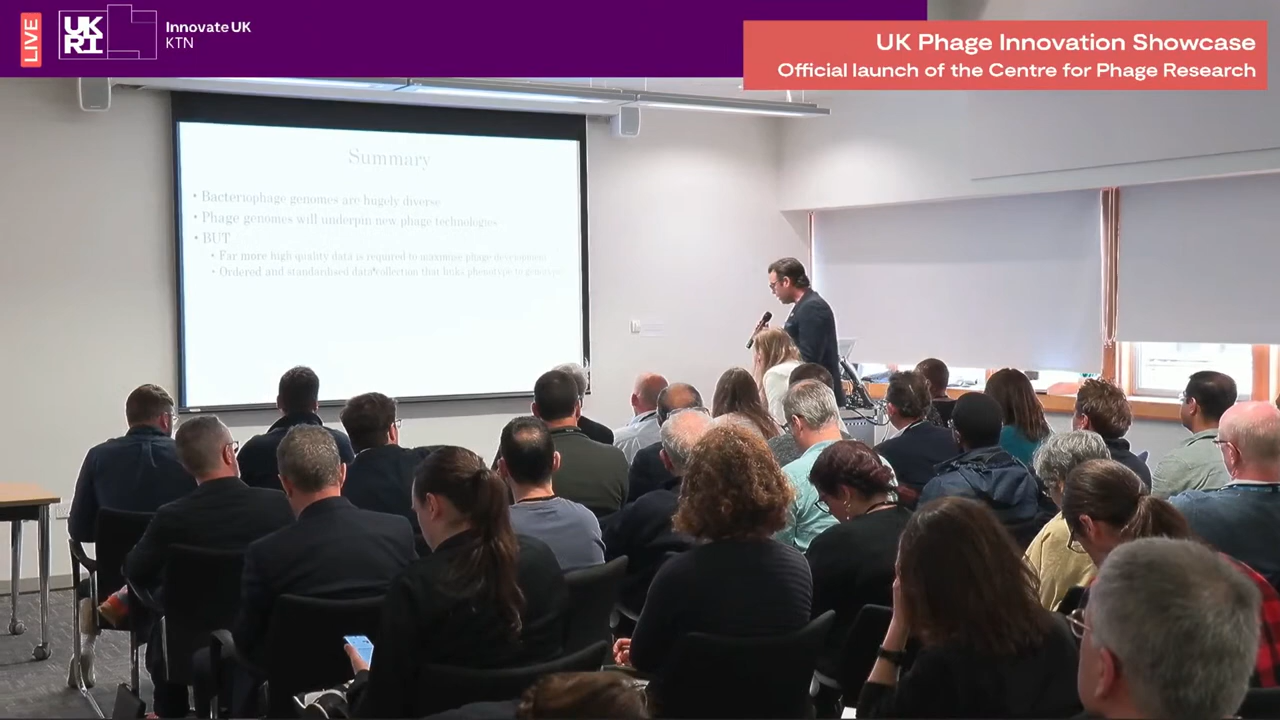 LIVE
UK
RI
Innovate UK
KTN
UK Phage Innovation Showcase
Official launch of the Centre for Phage Research
Summary
• Bacteriophage genomes are hugely diverse
• Phage genomes will underpin new phage technologies
• BUT
• Far more high quality data is required to maximise phage development
• Ordered and standardised data collection that links phenotype to genotype